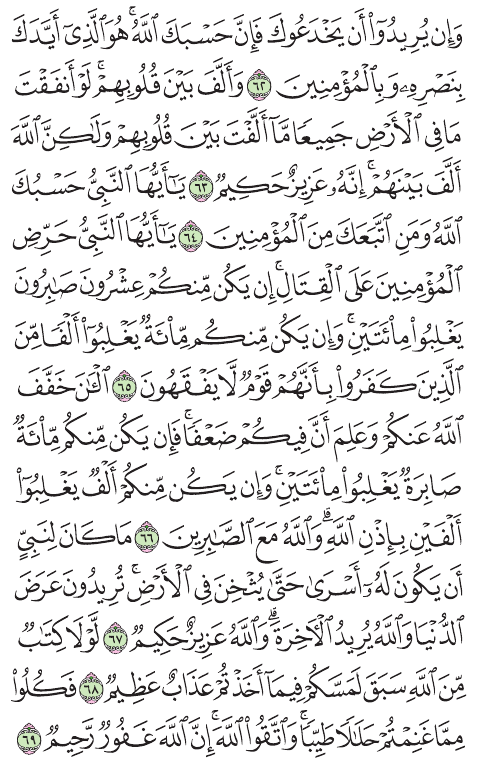 وَإِن يُرِيدُوٓا۟ أَن يَخْدَعُوكَ فَإِنَّ حَسْبَكَ ٱللَّهُ ۚ هُوَ ٱلَّذِىٓ أَيَّدَكَ
بِنَصْرِهِۦ وَبِٱلْمُؤْمِنِينَ ٦٢ وَأَلَّفَ بَيْنَ قُلُوبِهِمْ ۚ لَوْ أَنفَقْتَ
مَا فِى ٱلْأَرْضِ جَمِيعًا مَّآ أَلَّفْتَ بَيْنَ قُلُوبِهِمْ وَلَٰكِنَّ ٱللَّهَ
أَلَّفَ بَيْنَهُمْ ۚ إِنَّهُۥ عَزِيزٌ حَكِيمٌ ٦٣ يَٰٓأَيُّهَا ٱلنَّبِىُّ حَسْبُكَ
ٱللَّهُ وَمَنِ ٱتَّبَعَكَ مِنَ ٱلْمُؤْمِنِينَ ٦٤ يَٰٓأَيُّهَا ٱلنَّبِىُّ حَرِّضِ
ٱلْمُؤْمِنِينَ عَلَى ٱلْقِتَالِ ۚ إِن يَكُن مِّنكُمْ عِشْرُونَ صَٰبِرُونَ
يَغْلِبُوا۟ مِا۟ئَتَيْنِ ۚ وَإِن يَكُن مِّنكُم مِّا۟ئَةٌ يَغْلِبُوٓا۟ أَلْفًا مِّنَ
ٱلَّذِينَ كَفَرُوا۟ بِأَنَّهُمْ قَوْمٌ لَّا يَفْقَهُونَ ٦٥ ٱلْـَٰٔنَ خَفَّفَ
ٱللَّهُ عَنكُمْ وَعَلِمَ أَنَّ فِيكُمْ ضَعْفًا ۚ فَإِن يَكُن مِّنكُم مِّا۟ئَةٌ
صَابِرَةٌ يَغْلِبُوا۟ مِا۟ئَتَيْنِ ۚ وَإِن يَكُن مِّنكُمْ أَلْفٌ يَغْلِبُوٓا۟
أَلْفَيْنِ بِإِذْنِ ٱللَّهِ ۗ وَٱللَّهُ مَعَ ٱلصَّٰبِرِينَ ٦٦ مَا كَانَ لِنَبِىٍّ
أَن يَكُونَ لَهُۥٓ أَسْرَىٰ حَتَّىٰ يُثْخِنَ فِى ٱلْأَرْضِ ۚ تُرِيدُونَ عَرَضَ
ٱلدُّنْيَا وَٱللَّهُ يُرِيدُ ٱلْـَٔاخِرَةَ ۗ وَٱللَّهُ عَزِيزٌ حَكِيمٌ ٦٧ لَّوْلَا كِتَٰبٌ
مِّنَ ٱللَّهِ سَبَقَ لَمَسَّكُمْ فِيمَآ أَخَذْتُمْ عَذَابٌ عَظِيمٌ ٦٨ فَكُلُوا۟
مِمَّا غَنِمْتُمْ حَلَٰلًا طَيِّبًا ۚ وَٱتَّقُوا۟ ٱللَّهَ ۚ إِنَّ ٱللَّهَ غَفُورٌ رَّحِيمٌ ٦٩